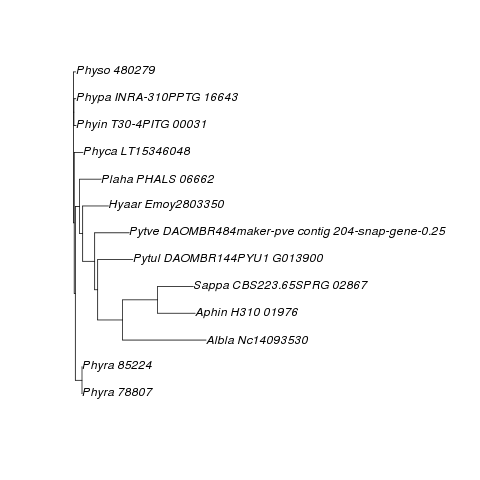 Physo 480279
Phypa INRA-310PPTG 16643
Phyin T30-4PITG 00031
Phyca LT15346048
Plaha PHALS 06662
Hyaar Emoy2803350
Pytve DAOMBR484maker-pve contig 204-snap-gene-0.25
Pytul DAOMBR144PYU1 G013900
Sappa CBS223.65SPRG 02867
Aphin H310 01976
Albla Nc14093530
Phyra 85224
Phyra 78807